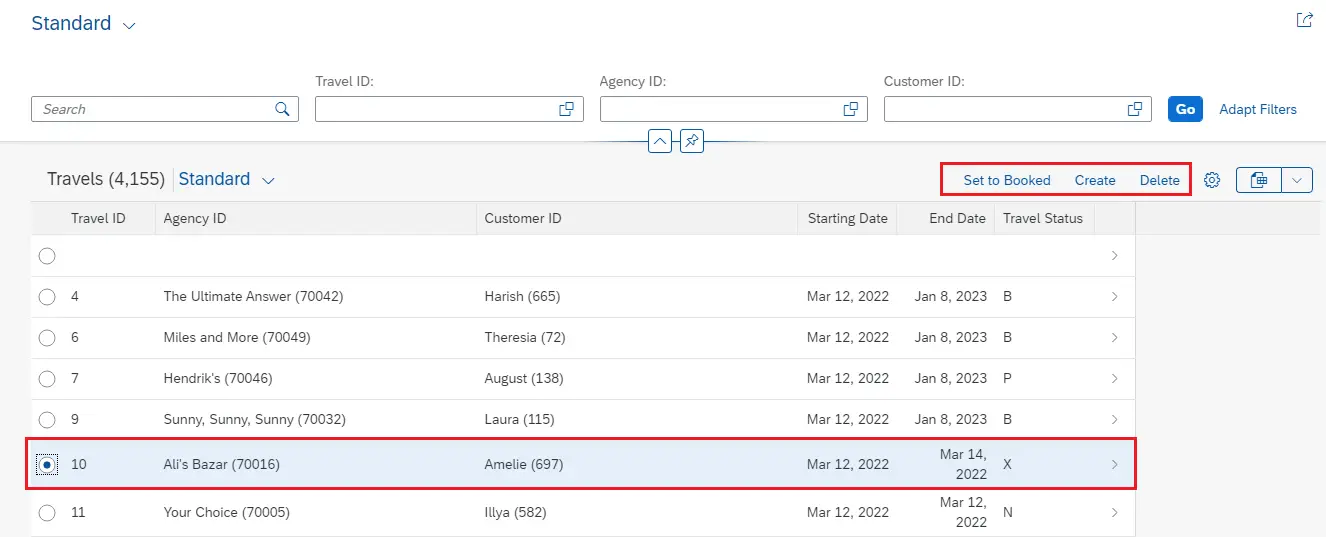 Standard
Travel ID: Agency ID: Customer ID:
Search Go Adapt Filters
Travels (4,155) Standard Set to Booked Create Delete
Travel ID Agency ID Customer ID Starting Date End Date Travel Status
4 The Ultimate Answer (70042) Harish (665) Mar 12, 2022 Jan 8, 2023 B
6 Miles and More (70049) Theresia (72) Mar 12, 2022 Jan 8, 2023 B
7 Hendrik's (70046) August (138) Mar 12, 2022 Jan 8, 2023 P
9 Sunny, Sunny, Sunny (70032) Laura (115) Mar 12, 2022 Jan 8, 2023 B
10 Ali's Bazar (70016) Amelie (697) Mar 12, 2022 Mar 14,
2022 X
11 Your Choice (70005) Illya (582) Mar 12, 2022 Mar 12,
2022 N